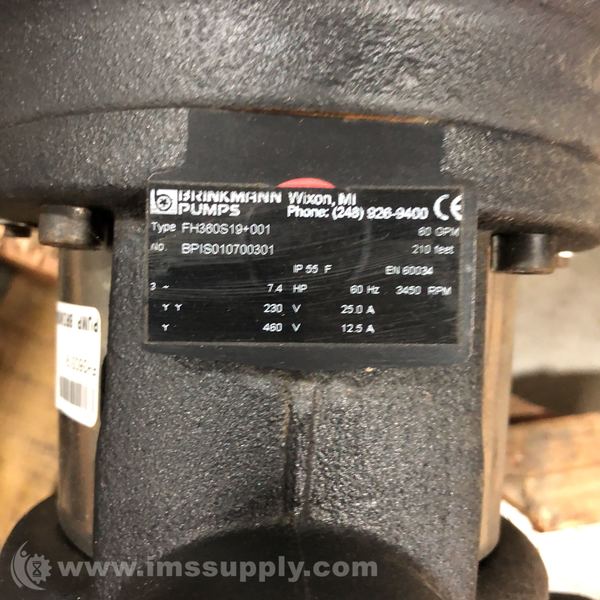 BRINKMANN PUMPS
Wixon, MI
Phone: (248) 926-9400 CE
Type FH360S19+001 60 GPM
No. BPIS010700301 210 feet
IP 55 F EN 60034
3 ~ 7.4 HP 60 Hz 3450 RPM
Y Y 230 V 25.0 A
Y 460 V 12.5 A
PUMP
www.imssupply.com